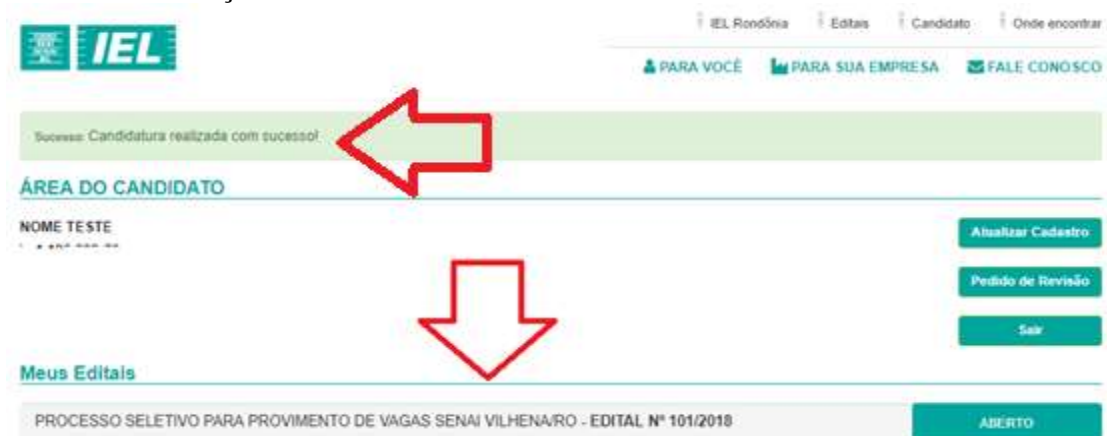 IEL
IEL Rondônia Editais Candidato Onde encontrar
PARA VOCÊ PARA SUA EMPRESA FALE CONOSCO
Sucesso: Candidatura realizada com sucesso!
ÁREA DO CANDIDATO
NOME TESTE
Atualizar Cadastro
Pedido de Revisão
Sair
Meus Editais
PROCESSO SELETIVO PARA PROVIMENTO DE VAGAS SENAI VILHENA/RO - EDITAL Nº 101/2018
ABERTO